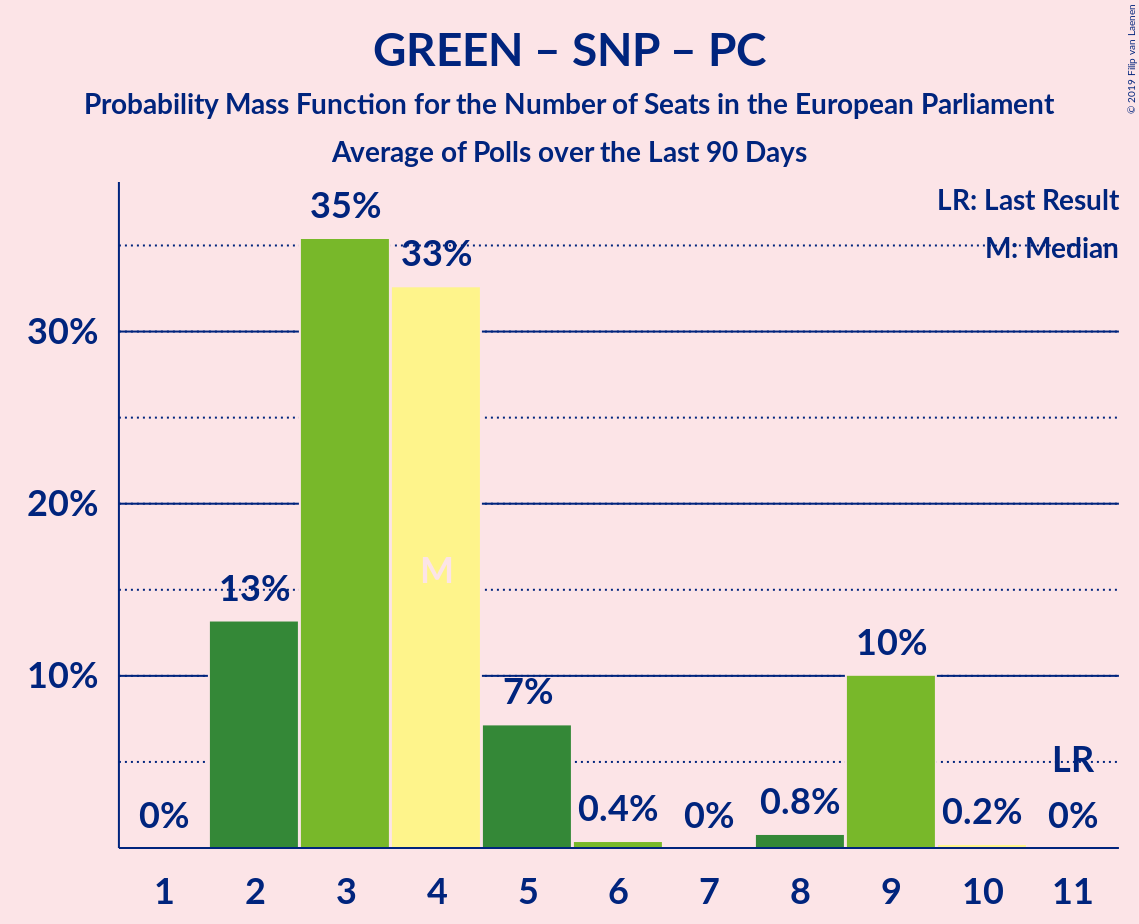 GREEN – SNP – PC
Probability Mass Function for the Number of Seats in the European Parliament
Average of Polls over the Last 90 Days
© 2019 Filip van Laenen
LR: Last Result
M: Median
35%
33%
30%
20%
M
13%
10%
10%
7%
LR
0%
0.4%
0%
0.8%
0.2%
0%
1 2 3 4 5 6 7 8 9 10 11